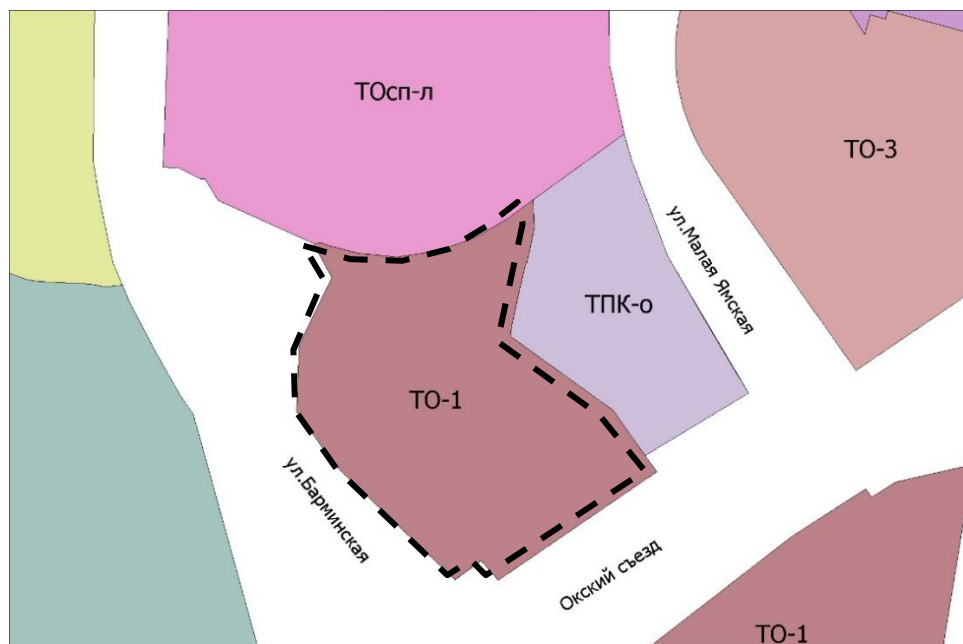 ТОсп-л
ТО-3
ул.Малая Ямская
ТПК-о
ТО-1
ул.Барминская
Окский съезд
ТО-1